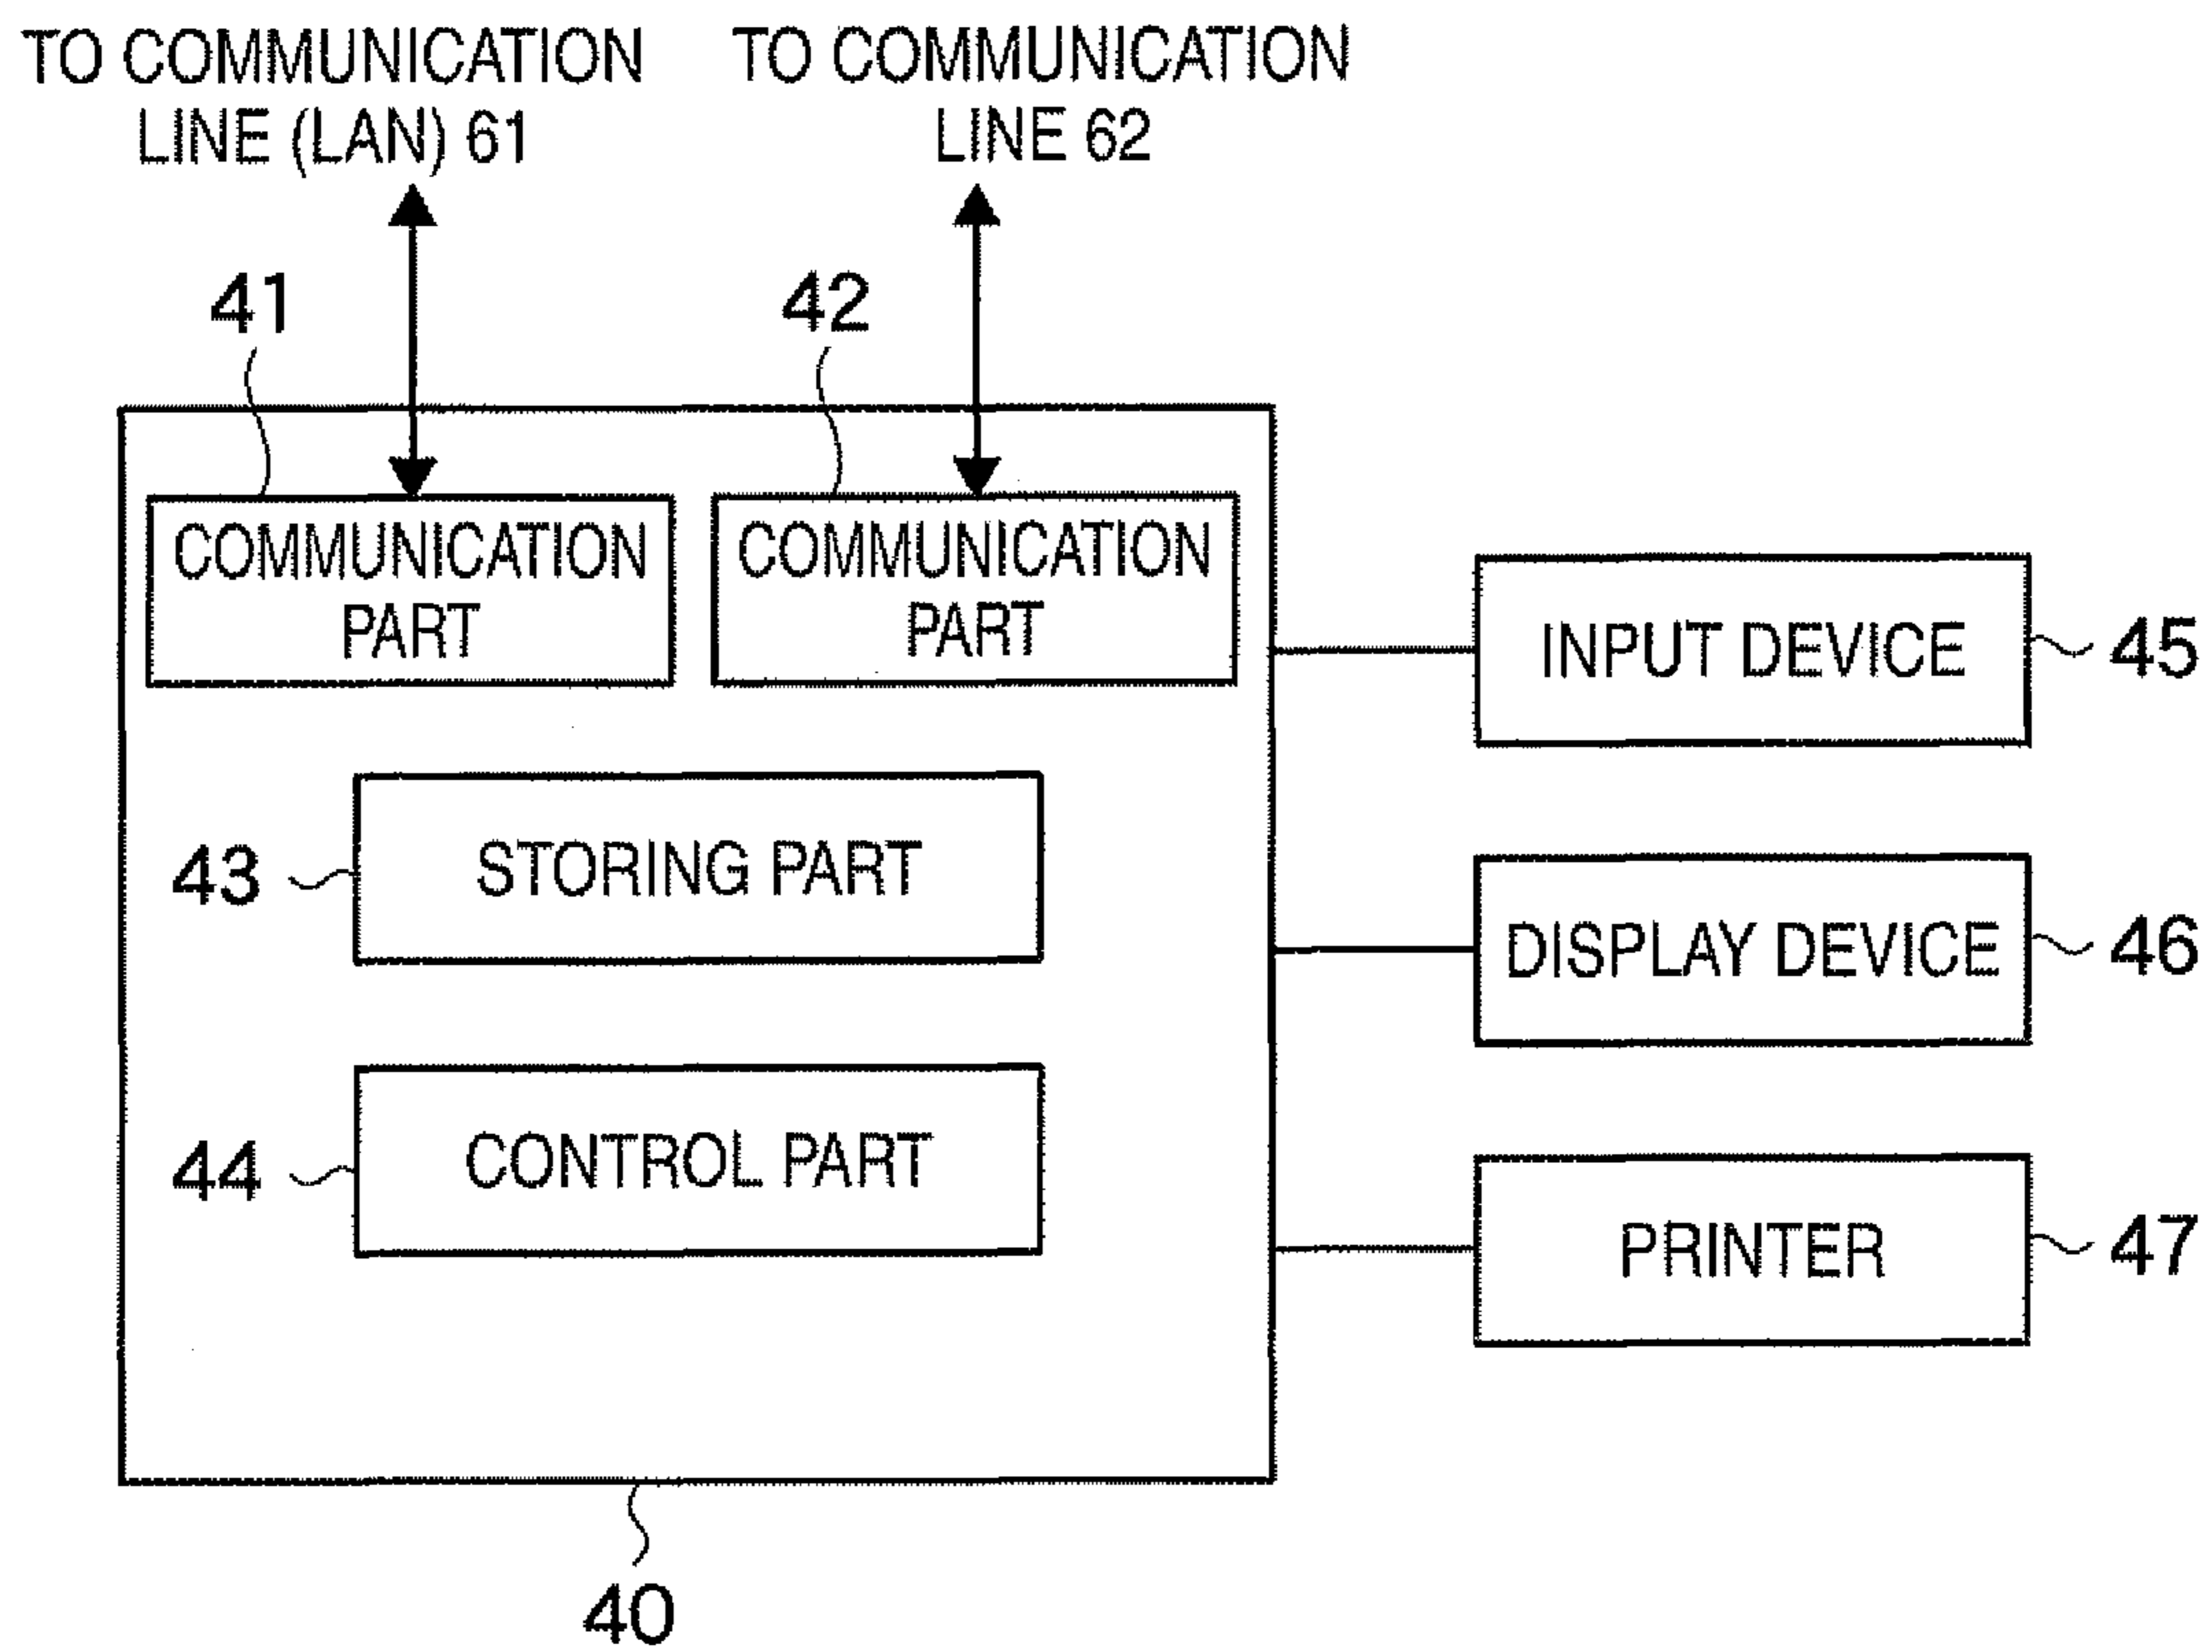 TO COMMUNICATION
LINE (LAN) 61
TO COMMUNICATION
LINE 62
41
42
COMMUNICATION
PART
COMMUNICATION
PART
INPUT DEVICE
45
43
STORING PART
DISPLAY DEVICE
46
44
CONTROL PART
PRINTER
47
40